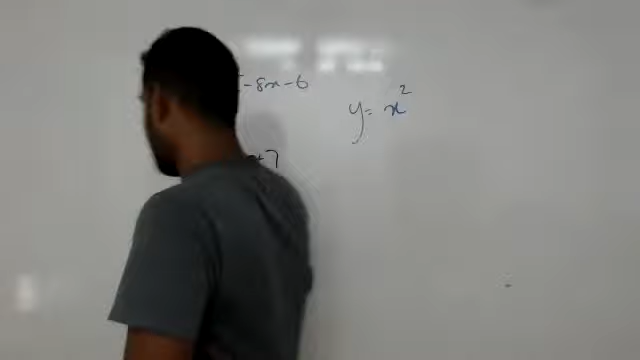 - 8x - 6
y = x²
+7